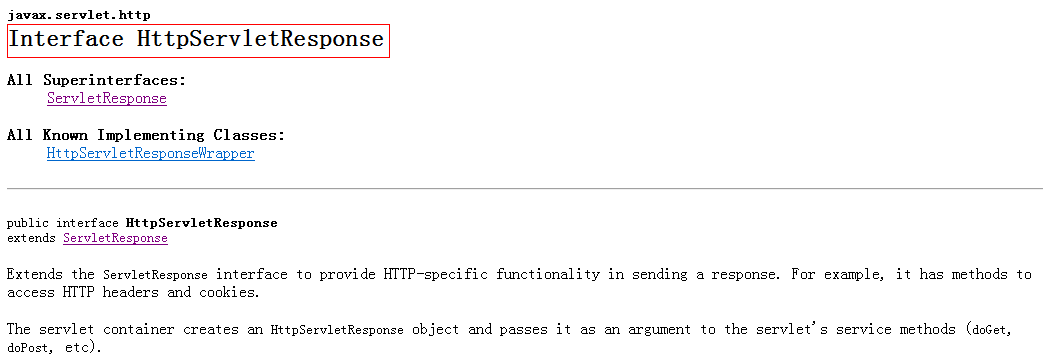 javax.servlet.http
Interface HttpServletResponse
All Superinterfaces:
ServletResponse
All Known Implementing Classes:
HttpServletResponseWrapper
public interface HttpServletResponse
extends ServletResponse
Extends the ServletResponse interface to provide HTTP-specific functionality in sending a response. For example, it has methods to
access HTTP headers and cookies.
The servlet container creates an HttpServletResponse object and passes it as an argument to the servlet's service methods (doGet,
doPost, etc).